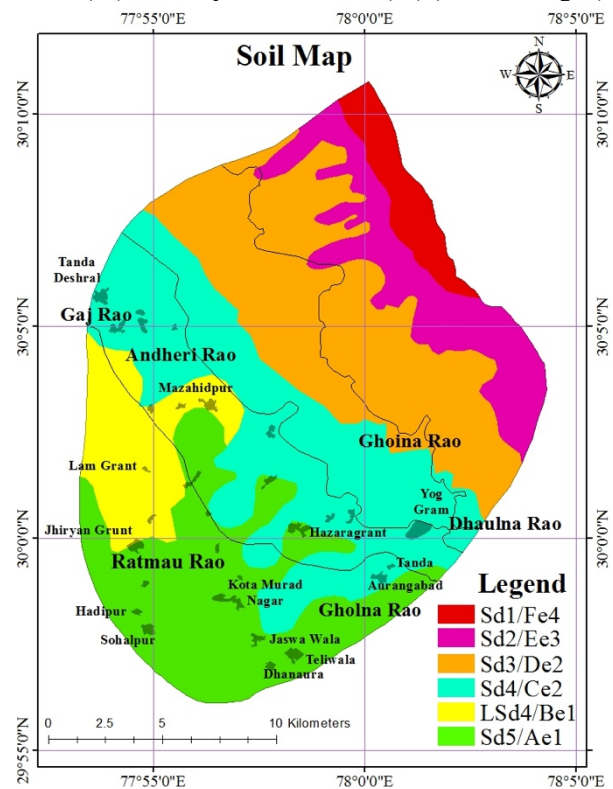 77°55'0"E 78°0'0"E 78°5'0"E
Soil Map
N
W E
S
30°10'0"N 30°10'0"N
Tanda
Deshral
Gaj Rao
30°5'0"N 30°5'0"N
Andheri Rao
Mazahidpur
Ghoina Rao
Lam Grant
Yog
Gram
Jhiryan Grunt
Hazaragrant
Dhaulna Rao
30°0'0"N 30°0'0"N
Ratmau Rao
Tanda
Aurangabad
Kota Murad
Nagar
Hadipur
Gholna Rao
Sohalpur
Jaswa Wala
Teliwala
Dhanaura
Legend
Sd1/Fe4
Sd2/Ee3
Sd3/De2
Sd4/Ce2
LSd4/Be1
Sd5/Ae1
0 2.5 5 10 Kilometers
29°55'0"N 29°55'0"N
77°55'0"E 78°0'0"E 78°5'0"E